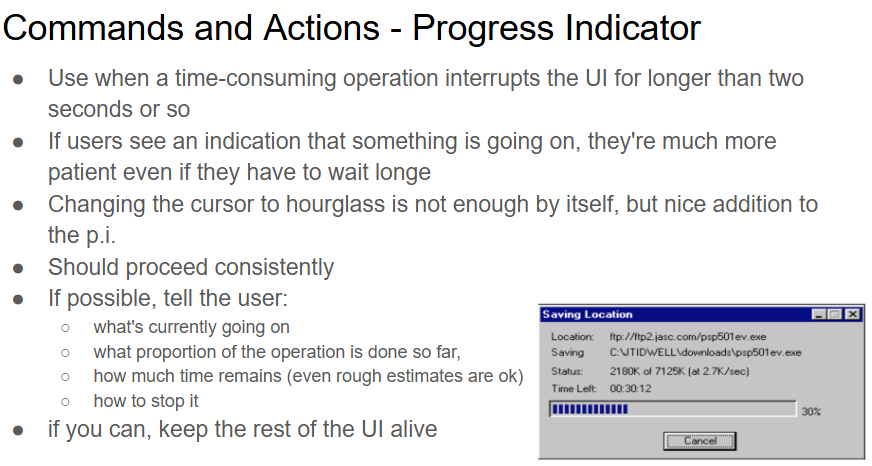 Commands and Actions - Progress Indicator
● Use when a time-consuming operation interrupts the UI for longer than two
seconds or so
● If users see an indication that something is going on, they're much more
patient even if they have to wait longe
● Changing the cursor to hourglass is not enough by itself, but nice addition to
the p.i.
● Should proceed consistently
● If possible, tell the user:
○ what's currently going on
○ what proportion of the operation is done so far,
○ how much time remains (even rough estimates are ok)
○ how to stop it
● if you can, keep the rest of the UI alive
Saving Location
Location: ftp://ftp2.jasc.com/psp501ev.exe
Saving C:\JTIDWELL\downloads\psp501ev.exe
Status: 2180K of 7125K (at 2.7K/sec)
Time Left: 00:30:12
30%
Cancel